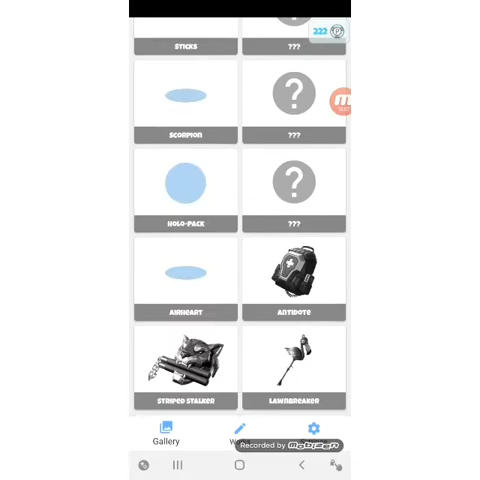 222
STICKS
???
SCORPION
???
HOLO-PACK
???
AIRHEART
ANTIDOTE
STRIPED STALKER
LAWNBREAKER
Gallery
Recorded by MOBIZEN